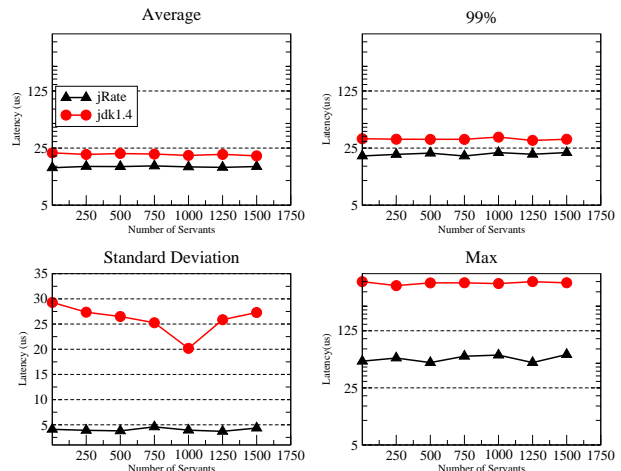 Average
99%
125
25
5
Latency (us)
jRate
jdk1.4
250 500 750 1000 1250 1500 1750
Number of Servants
125
25
5
Latency(us)
250 500 750 1000 1250 1500 1750
Number of Servants
Standard Deviation
Max
35
30
25
20
15
10
5
Latency(us)
250 500 750 1000 1250 1500 1750
Number of Servants
125
25
5
Latency(us)
250 500 750 1000 1250 1500 1750
Number of Servants